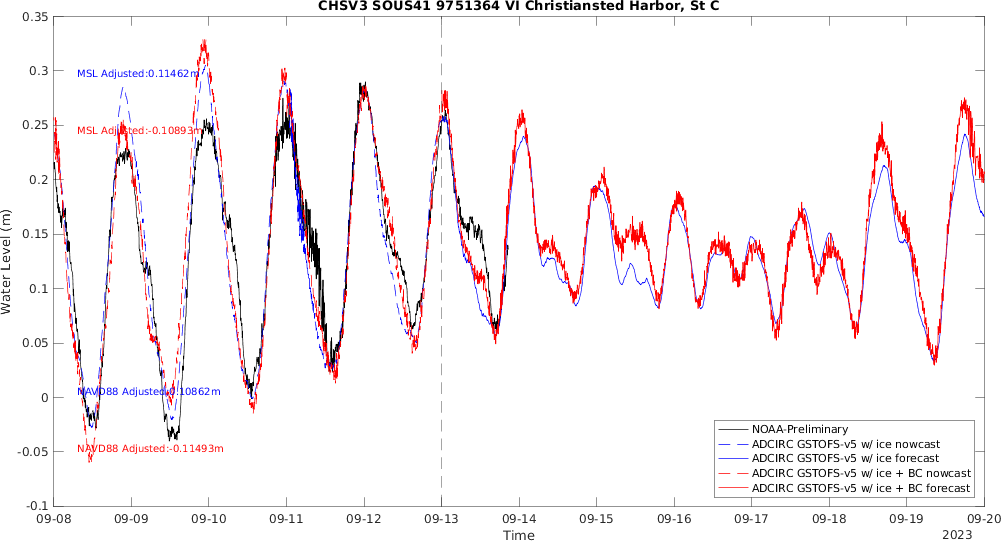 CHSV3 SOUS41 9751364 VI Christiansted Harbor, St C
0.35
0.3
0.25
0.2
0.15
0.1
0.05
0
-0.05
-0.1
Water Level (m)
MSL Adjusted:0.11462m
MSL Adjusted:-0.10893m
NAVD88 Adjusted:0.10862m
NAVD88 Adjusted:-0.11493m
NOAA-Preliminary
ADCIRC GSTOFS-v5 w/ ice nowcast
ADCIRC GSTOFS-v5 w/ ice forecast
ADCIRC GSTOFS-v5 w/ ice + BC nowcast
ADCIRC GSTOFS-v5 w/ ice + BC forecast
09-08 09-09 09-10 09-11 09-12 09-13 09-14 09-15 09-16 09-17 09-18 09-19 09-20
Time
2023